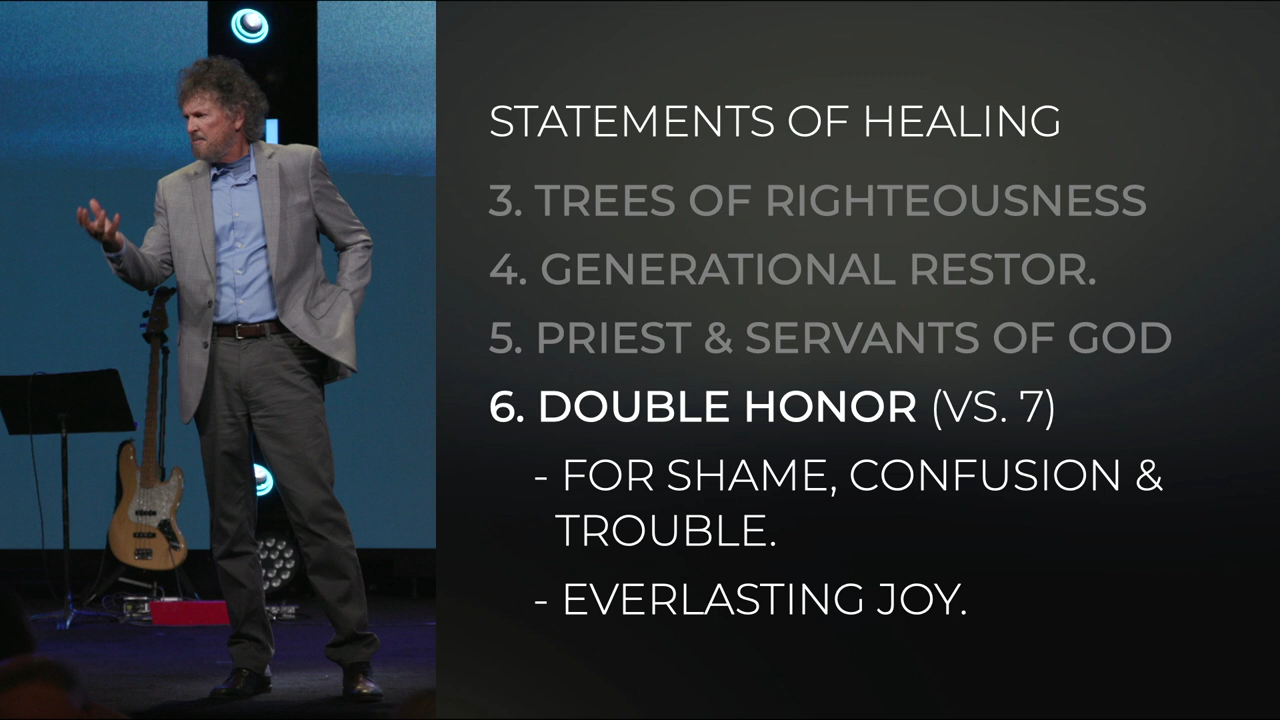 STATEMENTS OF HEALING
3. TREES OF RIGHTEOUSNESS
4. GENERATIONAL RESTOR.
5. PRIEST & SERVANTS OF GOD
6. DOUBLE HONOR (VS. 7)
- FOR SHAME, CONFUSION &
TROUBLE.
- EVERLASTING JOY.